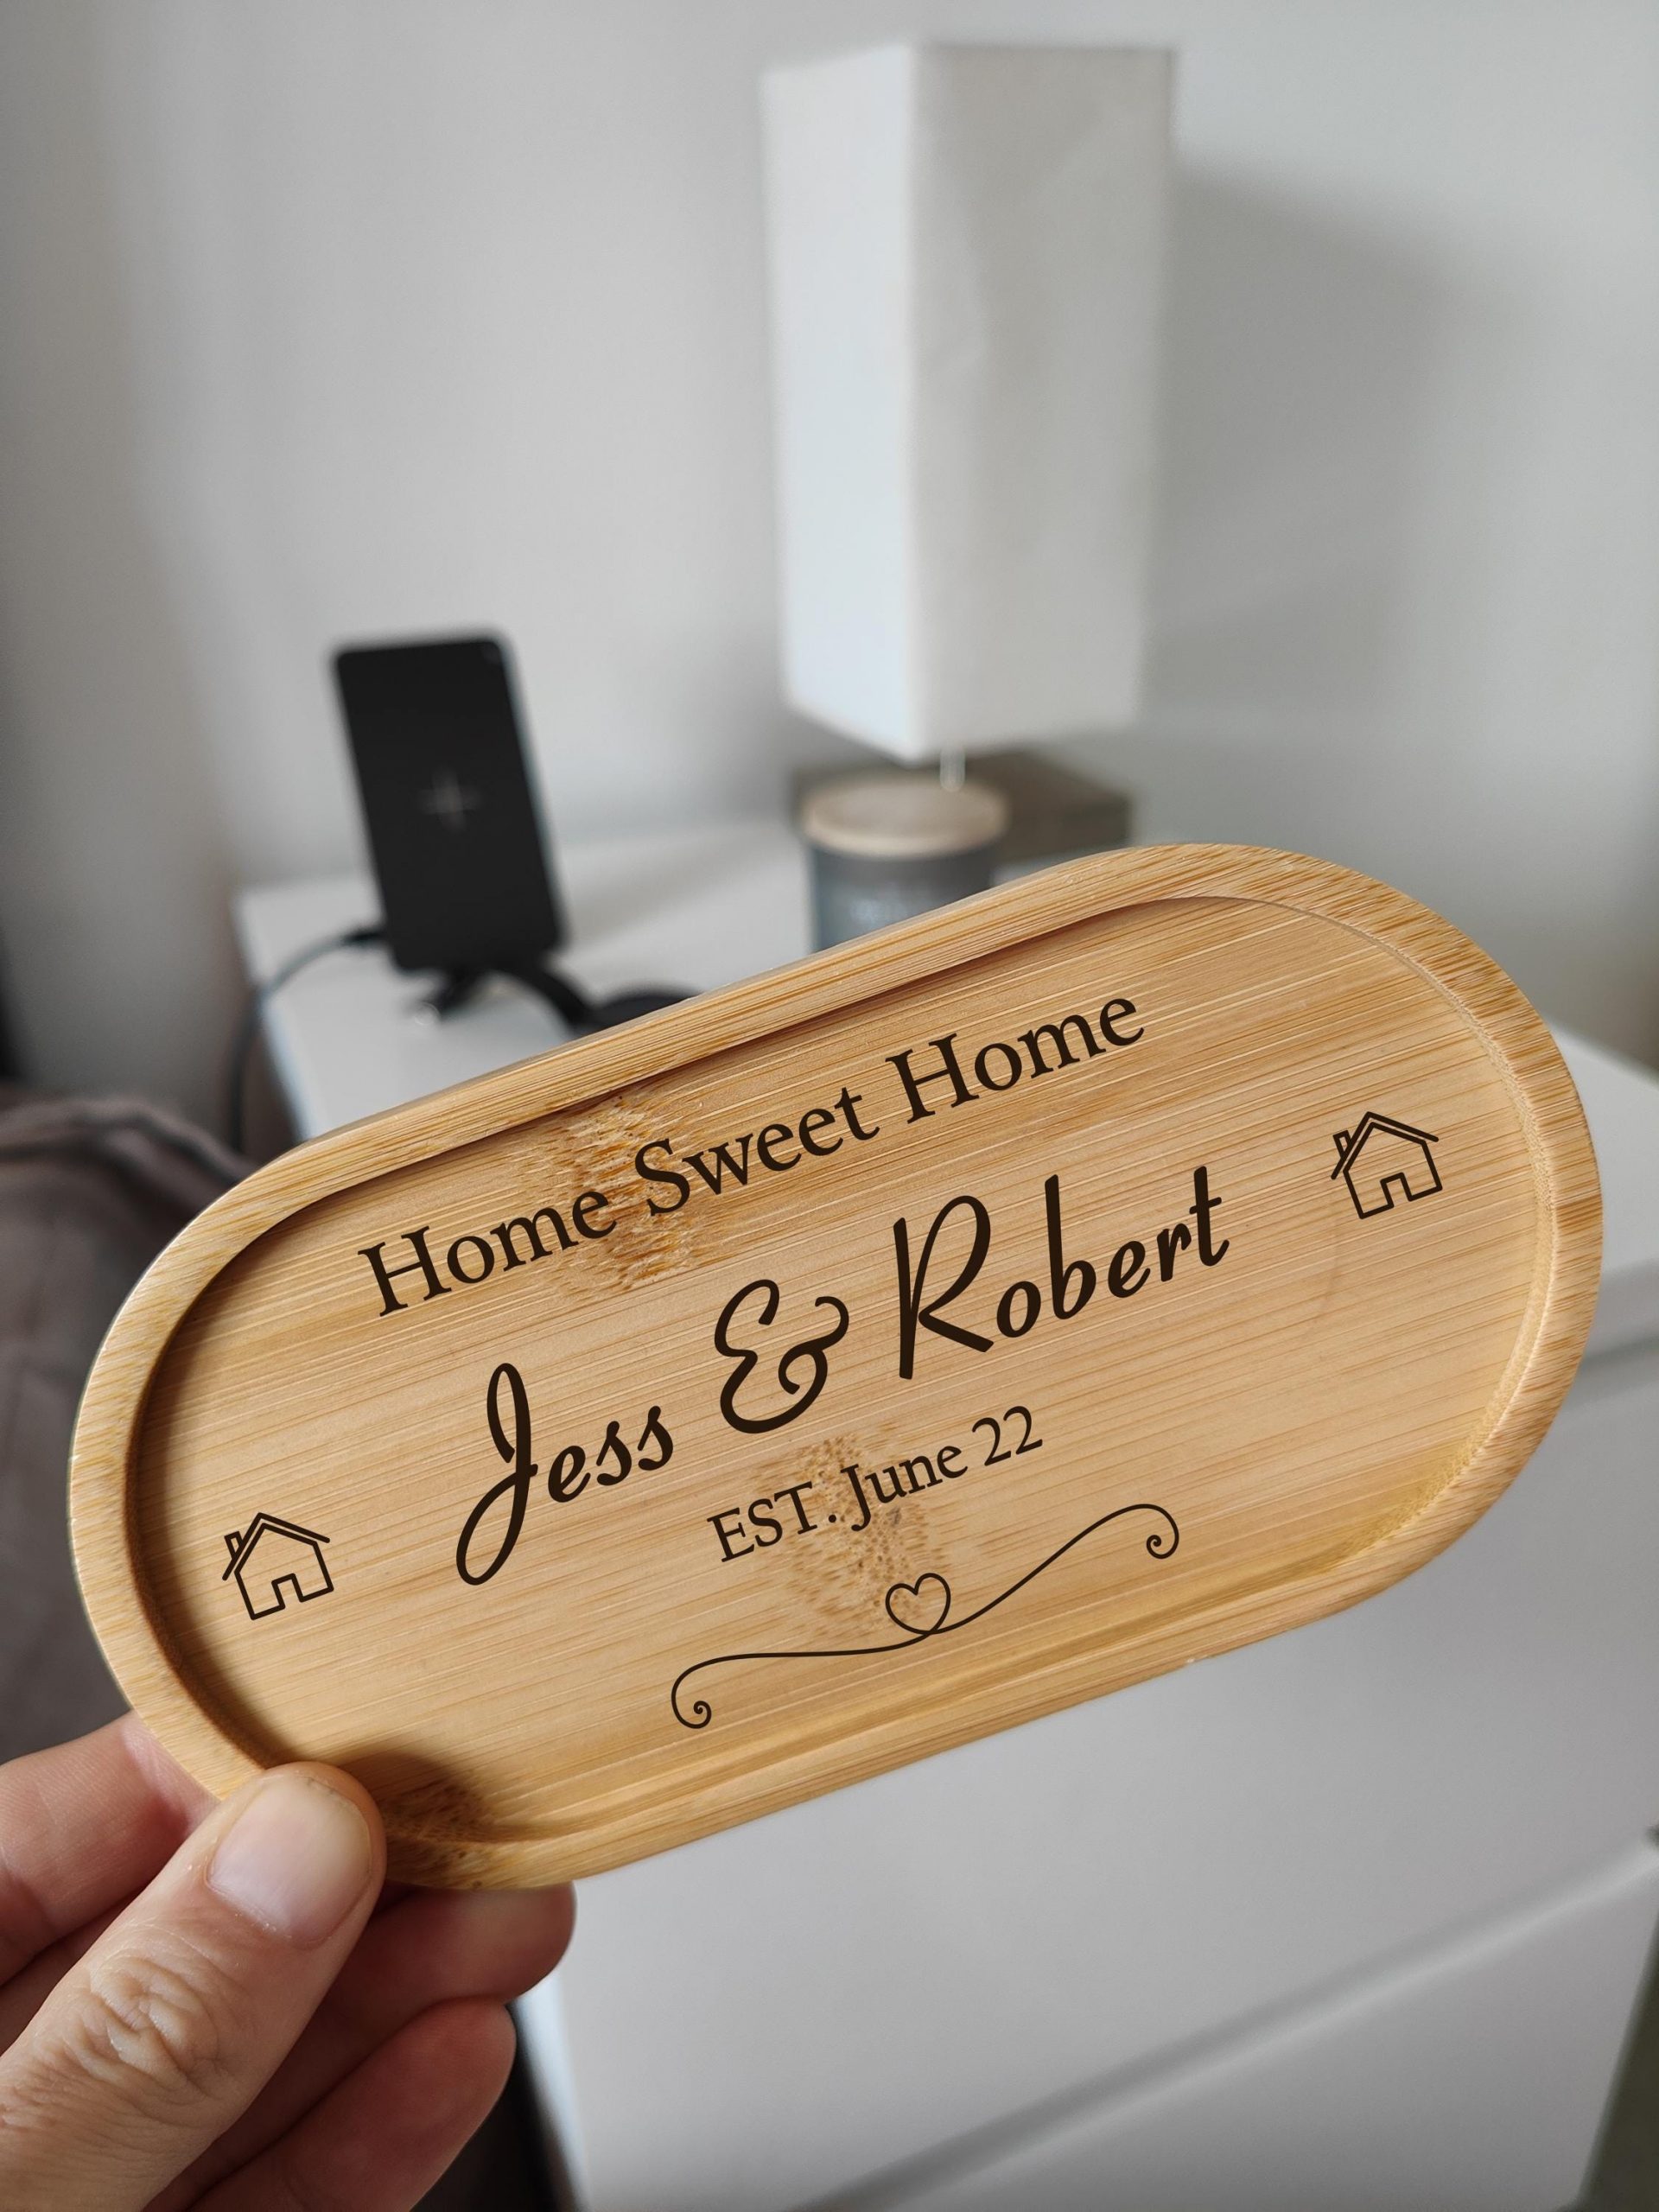 Home Sweet Home
Jess & Robert
EST. June 22